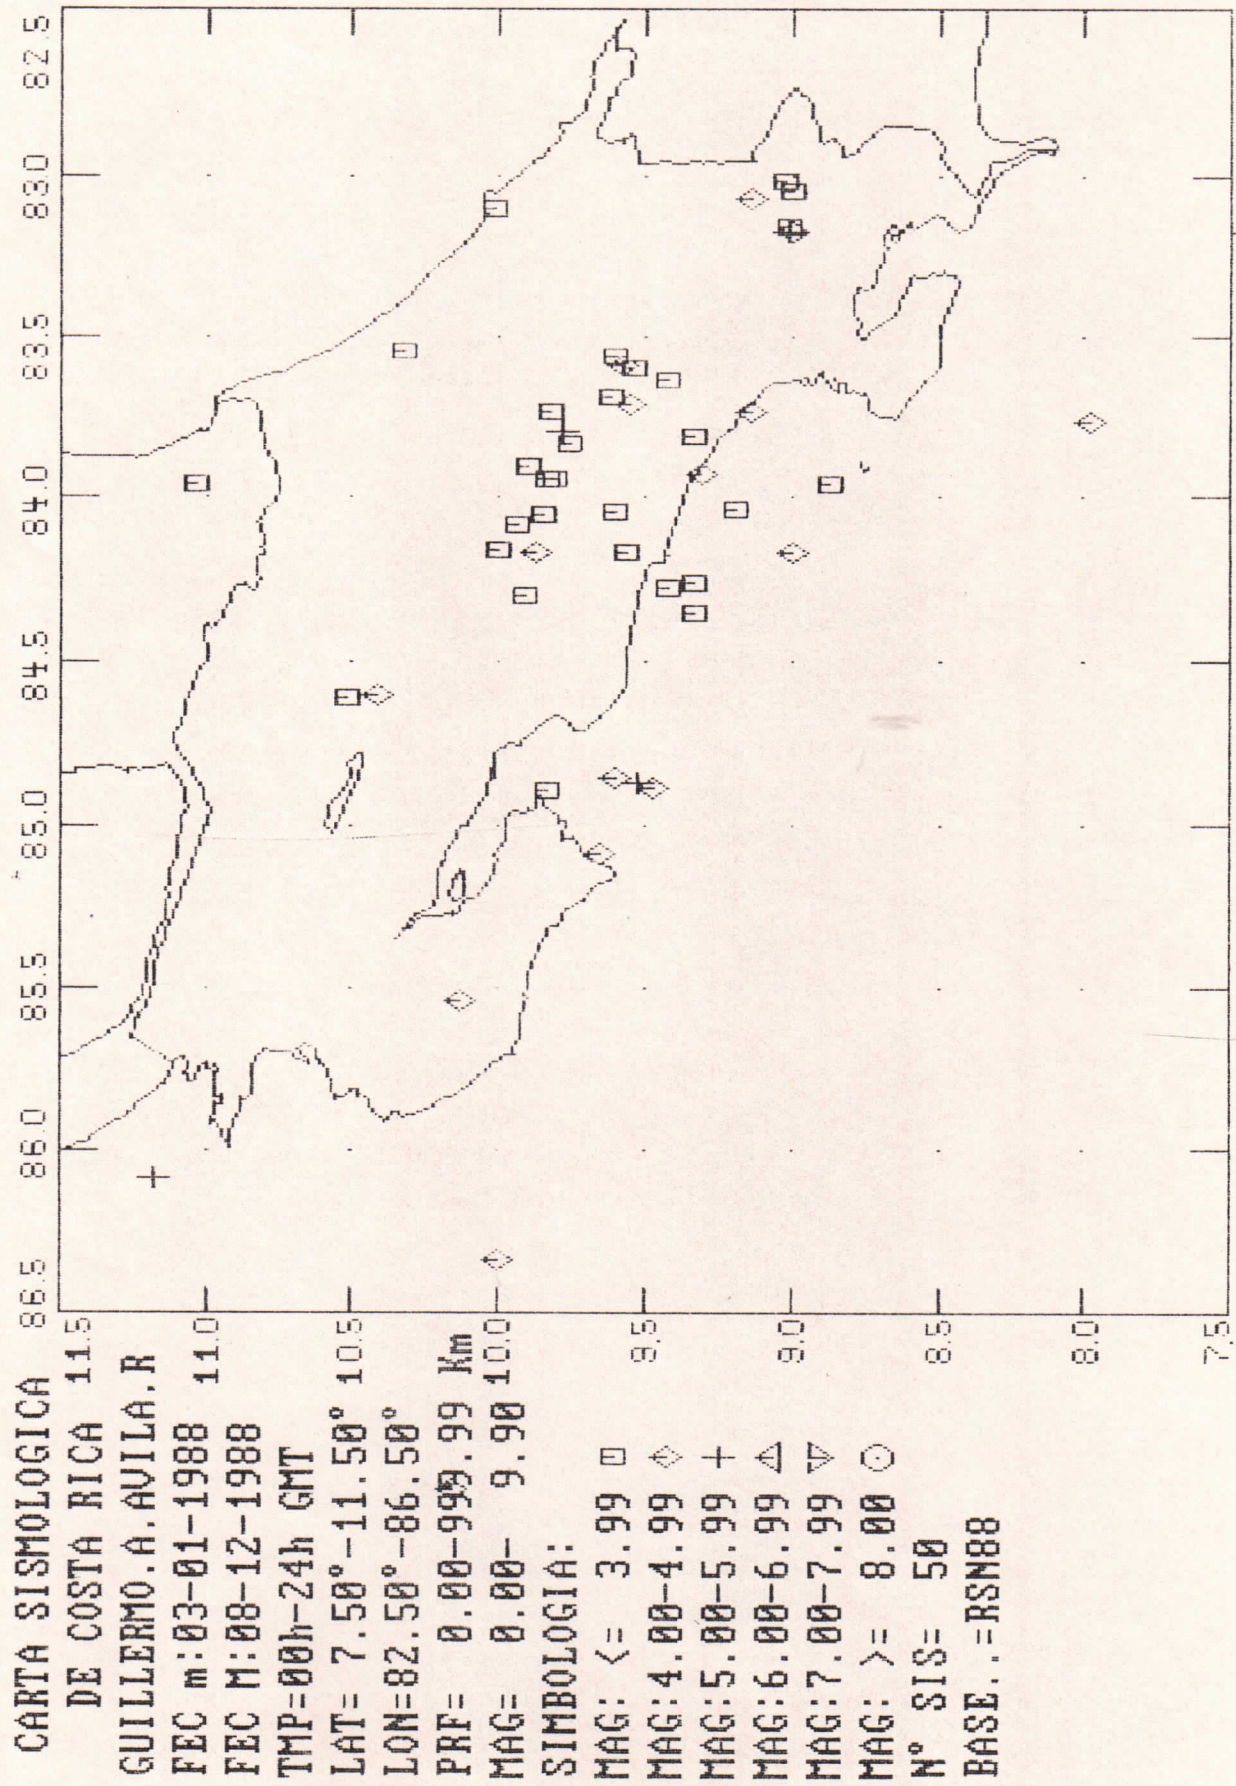 CARTA SISMOLOGICA
DE COSTA RICA
GUILLERMO.A.AVILA.R
FEC m:03-01-1988
FEC M:08-12-1988
TMP=00h-24h GMT
LAT= 7.50°-11.50°
LON=82.50°-86.50°
PRF= 0.00-999.99 Km
MAG= 0.00- 9.90
SIMBOLOGIA:
MAG: <= 3.99
MAG:4.00-4.99
MAG:5.00-5.99
MAG:6.00-6.99
MAG:7.00-7.99
MAG: >= 8.00
N° SIS= 50
BASE..=RSN88
86.5 86.0 85.5 85.0 84.5 84.0 83.5 83.0 82.5
11.5
11.0
10.5
10.0
9.5
9.0
8.5
8.0
7.5